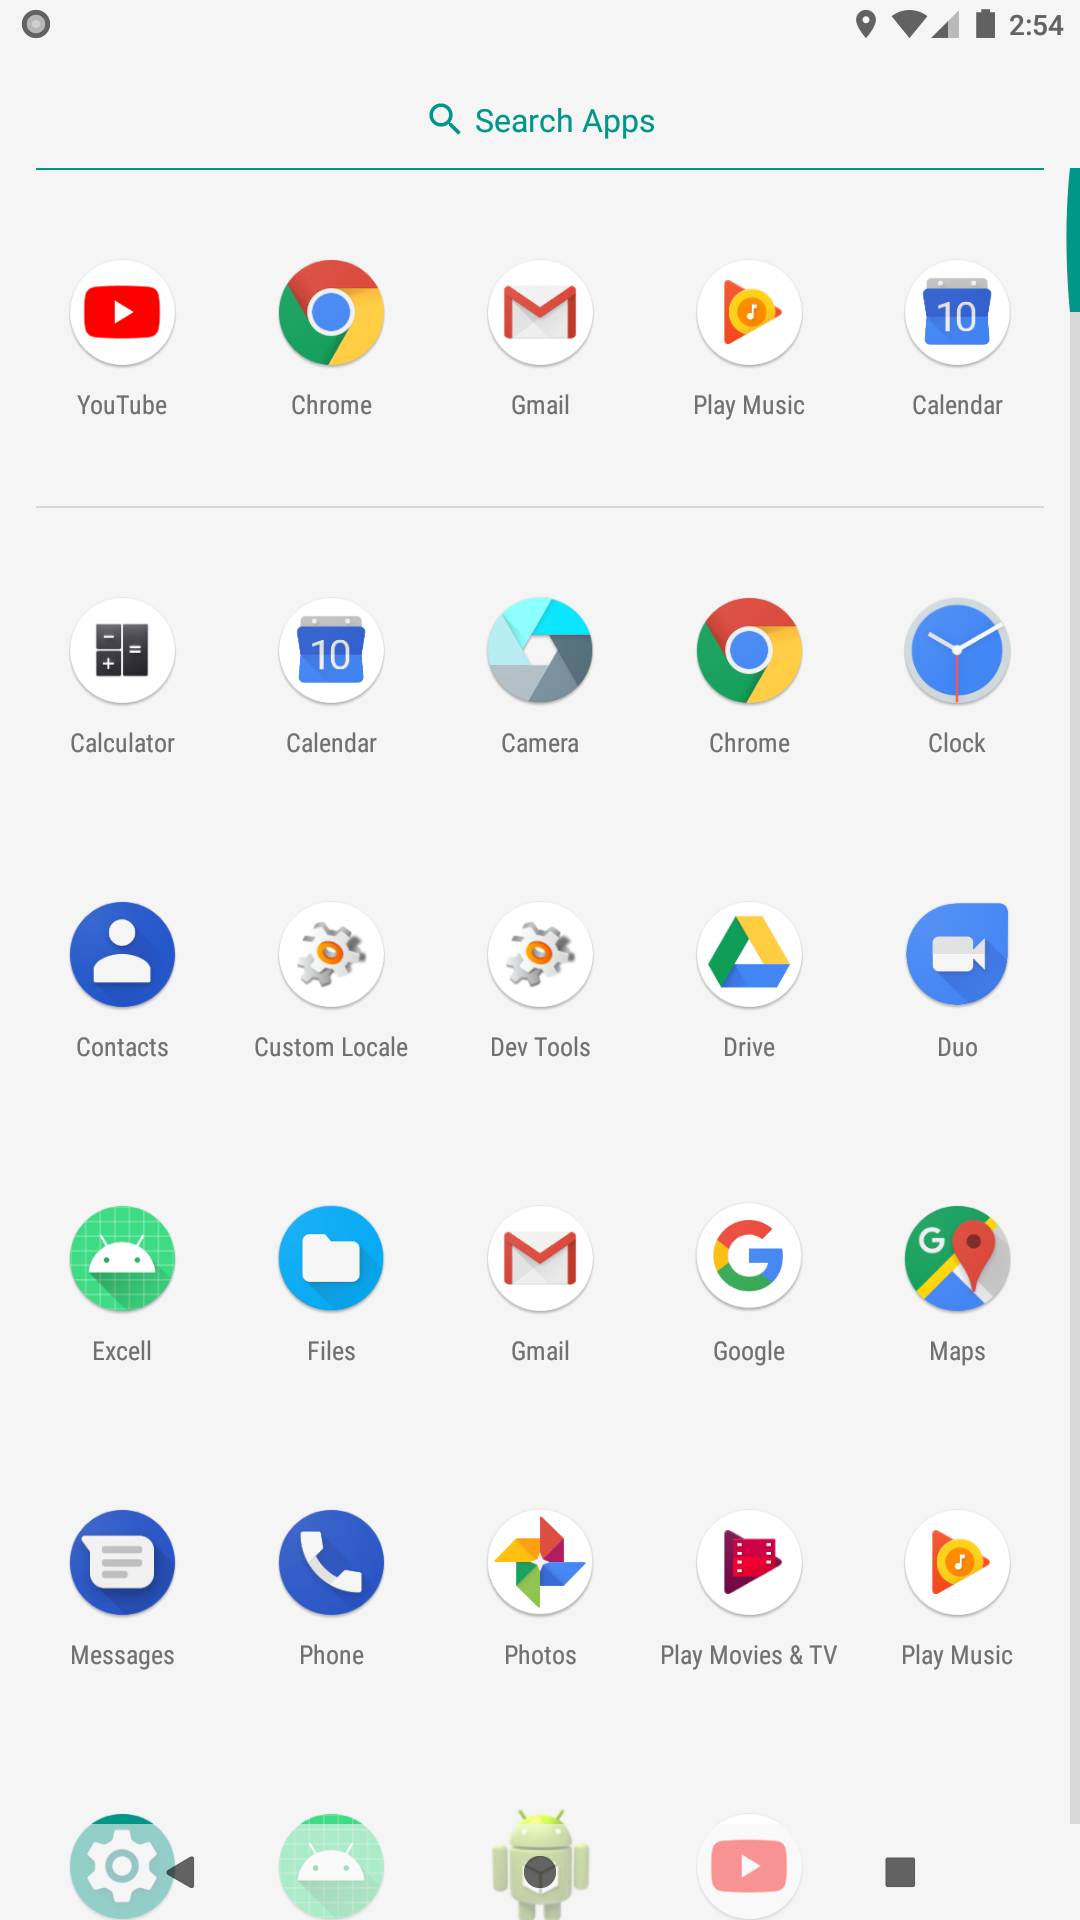 2:54
Search Apps
10
YouTube Chrome Gmail Play Music Calendar
10
Calculator Calendar Camera Chrome Clock
Contacts Custom Locale Dev Tools Drive Duo
G
Excell Files Gmail Google Maps
Messages Phone Photos Play Movies & TV Play Music